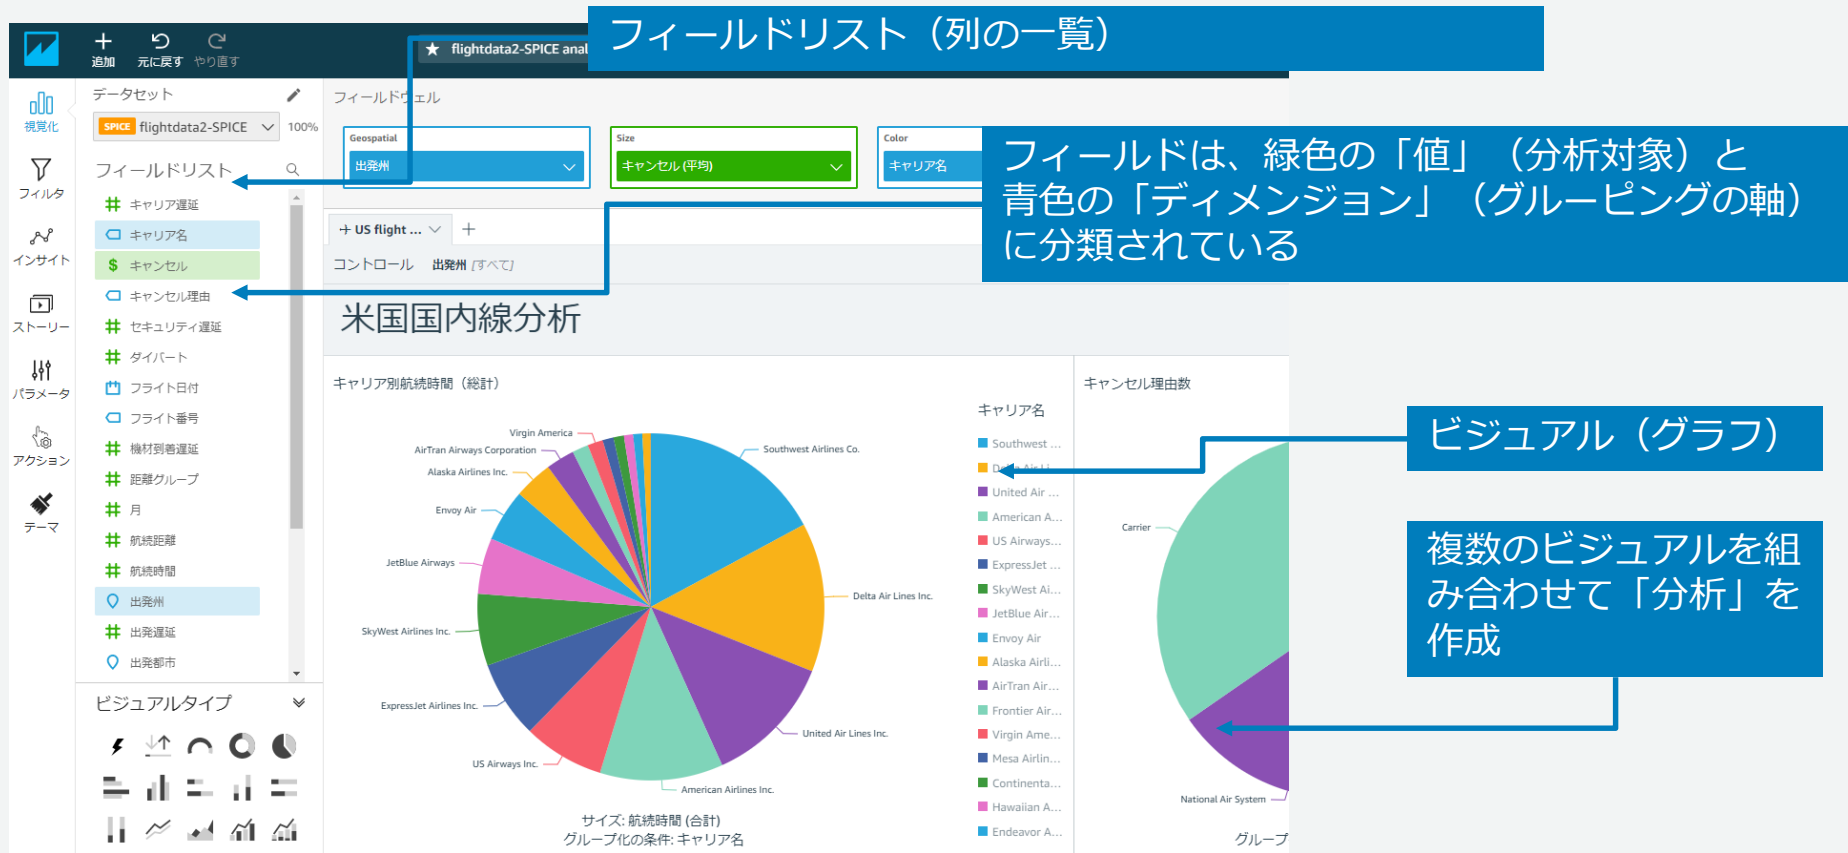 フィールドリスト（列の一覧）
追加
元に戻す
やり直す
★ flightdata2-SPICE anal
視覚化
フィルタ
インサイト
ストーリー
パラメータ
アクション
テーマ
データセット
SPICE flightdata2-SPICE
100%
フィールドリスト
キャリア遅延
キャリア名
$ キャンセル
キャンセル理由
セキュリティ遅延
ダイバート
フライト日付
フライト番号
機材到着遅延
距離グループ
月
航続距離
航続時間
出発州
出発遅延
出発都市
ビジュアルタイプ
フィールドウェル
Geospatial
出発州
Size
キャンセル (平均)
Color
キャリア名
フィールドは、緑色の「値」（分析対象）と
青色の「ディメンジョン」（グルーピングの軸）
に分類されている
US flight ...
コントロール
出発州 [すべて]
米国国内線分析
キャリア別航続時間（総計）
Virgin America
AirTran Airways Corporation
Alaska Airlines Inc.
Envoy Air
JetBlue Airways
SkyWest Airlines Inc.
ExpressJet Airlines Inc.
US Airways Inc.
American Airlines Inc.
United Air Lines Inc.
Delta Air Lines Inc.
Southwest Airlines Co.
サイズ: 航続時間 (合計)
グループ化の条件: キャリア名
キャリア名
Southwest ...
Delta Air Li...
United Air ...
American A...
US Airways...
ExpressJet ...
SkyWest Ai...
JetBlue Air...
Envoy Air
Alaska Airli...
AirTran Air...
Frontier Air...
Virgin Ame...
Mesa Airlin...
Continenta...
Hawaiian A...
Endeavor A...
キャンセル理由数
Carrier
National Air System
グループ
ビジュアル（グラフ）
複数のビジュアルを組
み合わせて「分析」を
作成